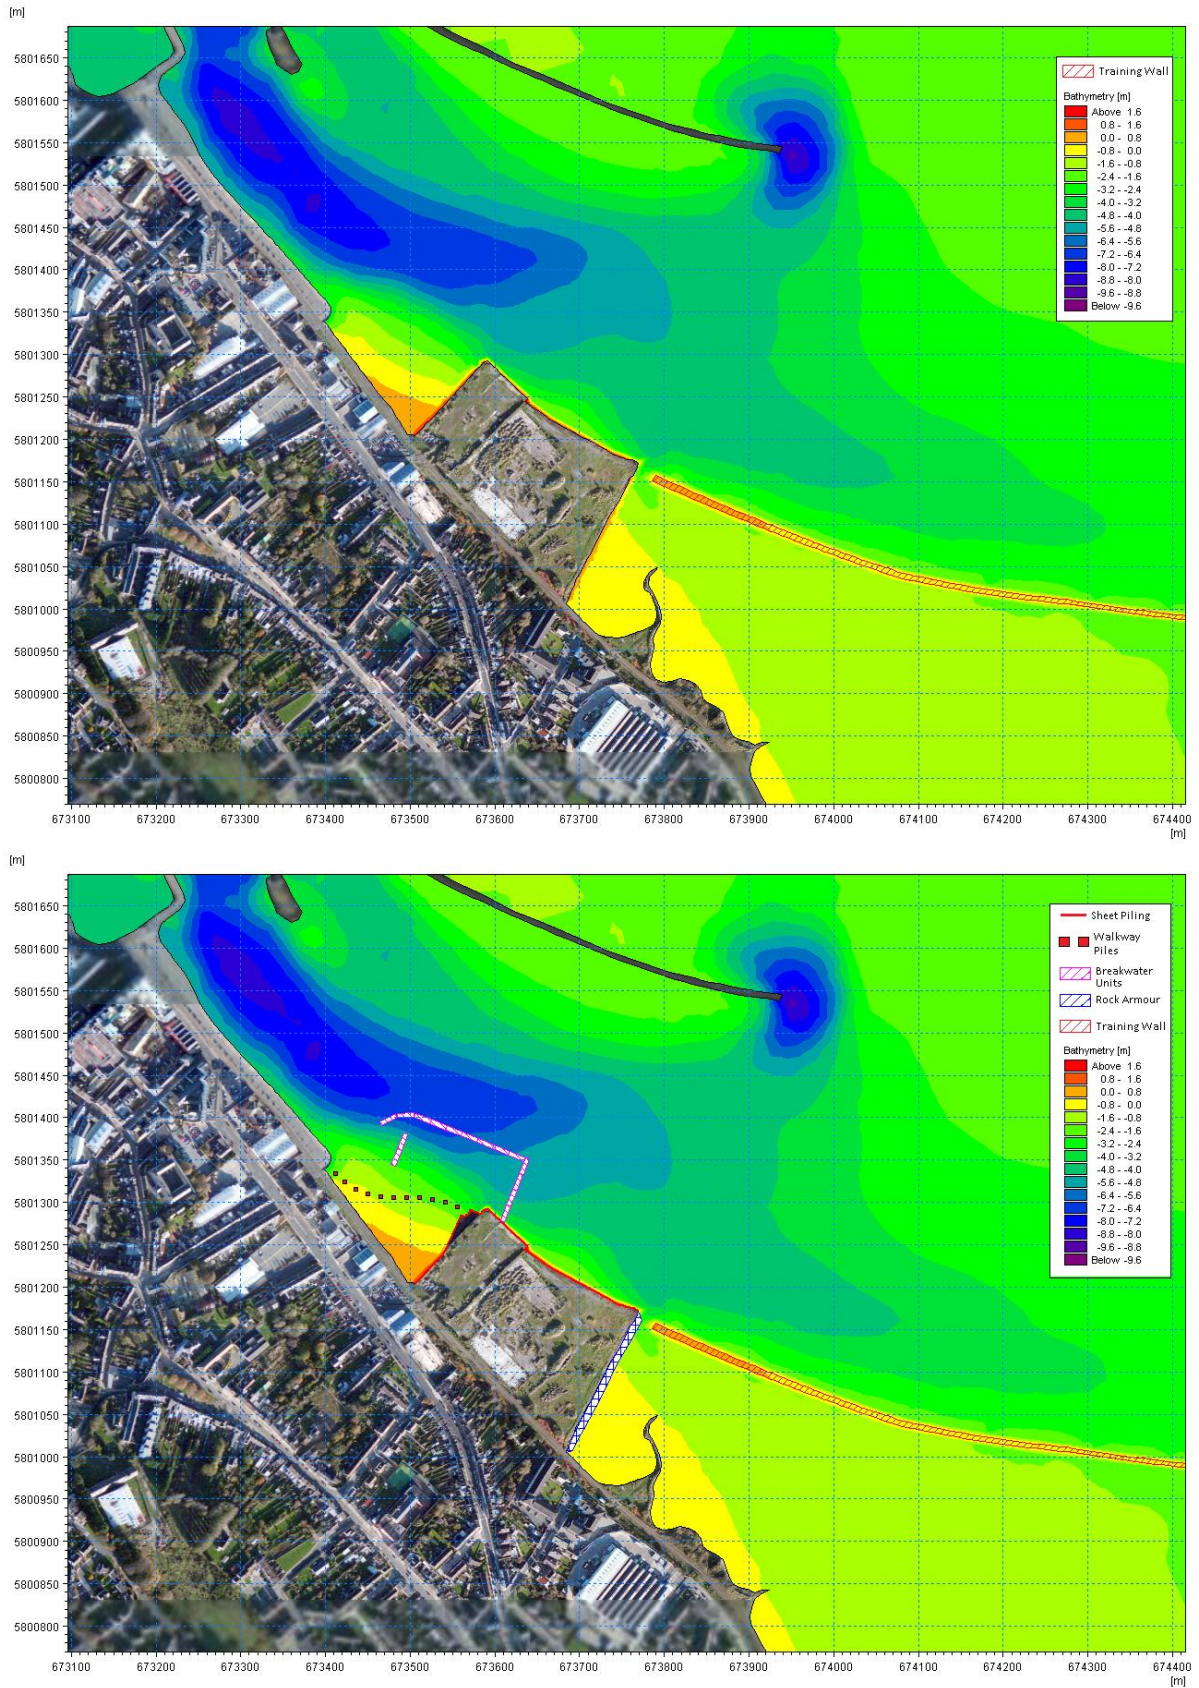 [m]
5801650
5801600
5801550
5801500
5801450
5801400
5801350
5801300
5801250
5801200
5801150
5801100
5801050
5801000
5800950
5800900
5800850
5800800
Training Wall
Bathymetry [m]
Above 1.6
0.8 - 1.6
0.0 - 0.8
-0.8 - 0.0
-1.6 - -0.8
-2.4 - -1.6
-3.2 - -2.4
-4.0 - -3.2
-4.8 - -4.0
-5.6 - -4.8
-6.4 - -5.6
-7.2 - -6.4
-8.0 - -7.2
-8.8 - -8.0
-9.6 - -8.8
Below -9.6
673100 673200 673300 673400 673500 673600 673700 673800 673900 674000 674100 674200 674300 674400
[m]
[m]
5801650
5801600
5801550
5801500
5801450
5801400
5801350
5801300
5801250
5801200
5801150
5801100
5801050
5801000
5800950
5800900
5800850
5800800
Sheet Piling
Walkway
Piles
Breakwater
Units
Rock Armour
Training Wall
Bathymetry [m]
Above 1.6
0.8 - 1.6
0.0 - 0.8
-0.8 - 0.0
-1.6 - -0.8
-2.4 - -1.6
-3.2 - -2.4
-4.0 - -3.2
-4.8 - -4.0
-5.6 - -4.8
-6.4 - -5.6
-7.2 - -6.4
-8.0 - -7.2
-8.8 - -8.0
-9.6 - -8.8
Below -9.6
673100 673200 673300 673400 673500 673600 673700 673800 673900 674000 674100 674200 674300 674400
[m]